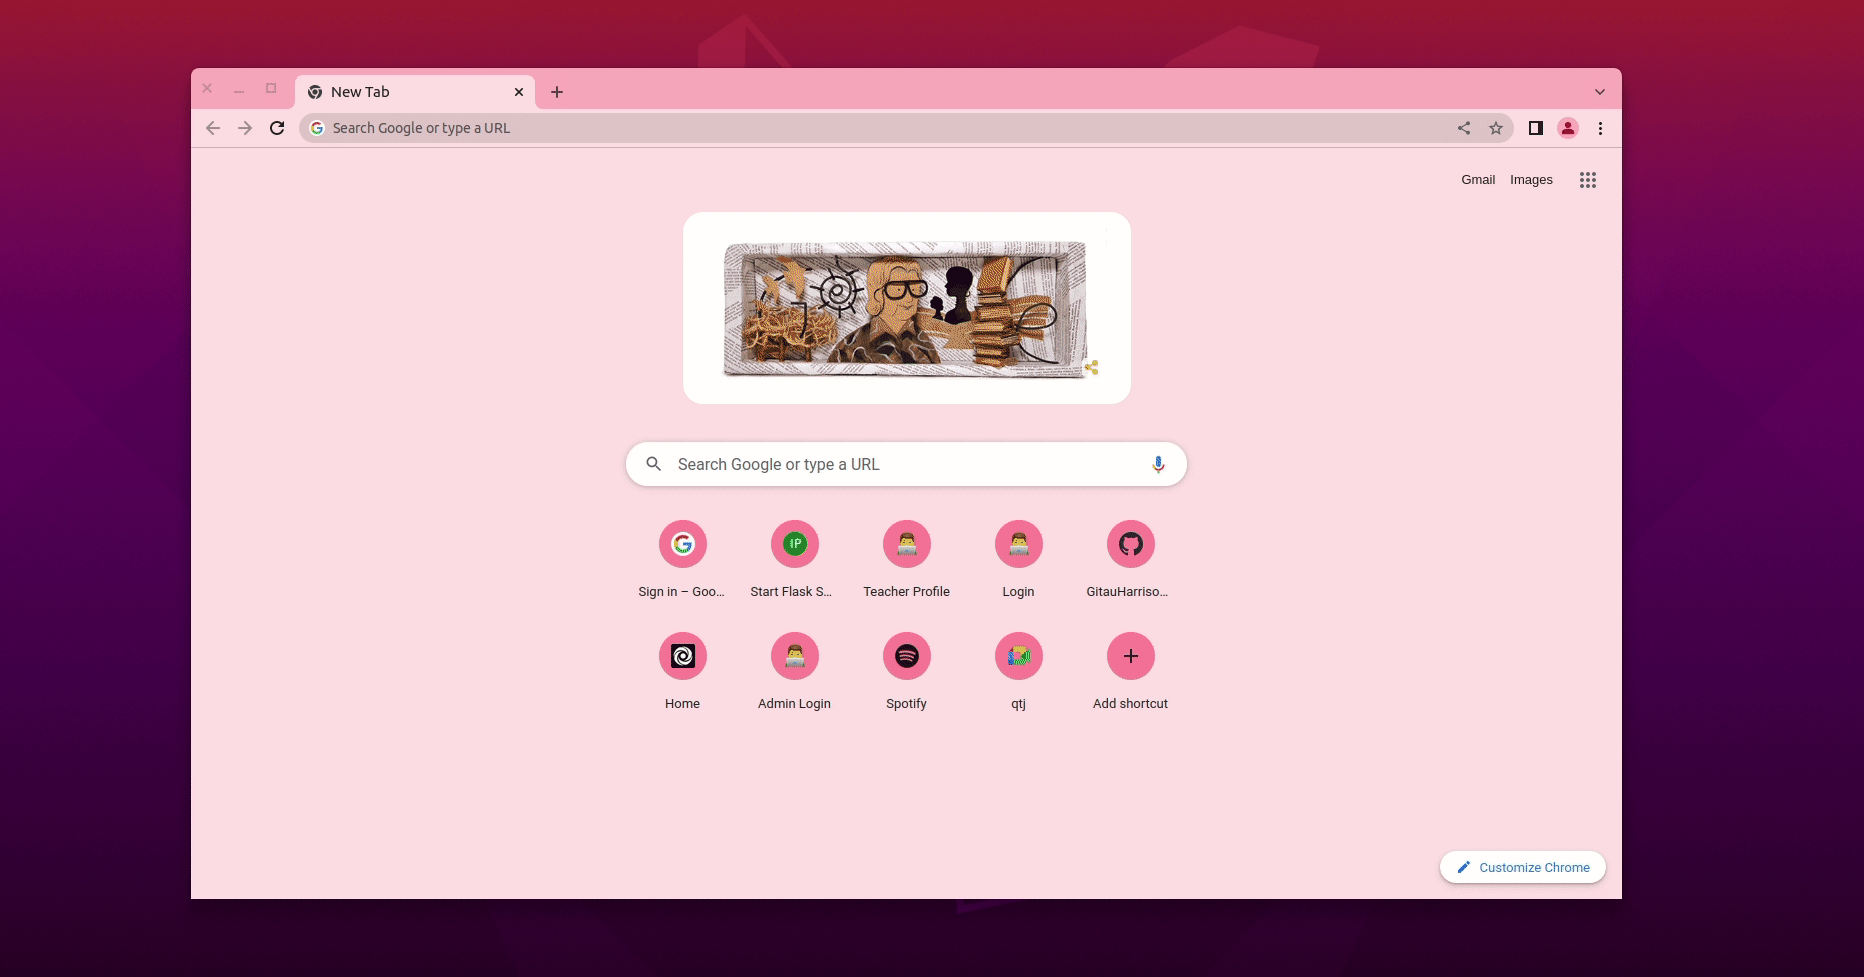 New Tab
Search Google or type a URL
Gmail Images
Search Google or type a URL
Sign in – Goo... Start Flask S... Teacher Profile Login GitauHarriso...
Home Admin Login Spotify qtj Add shortcut
Customize Chrome